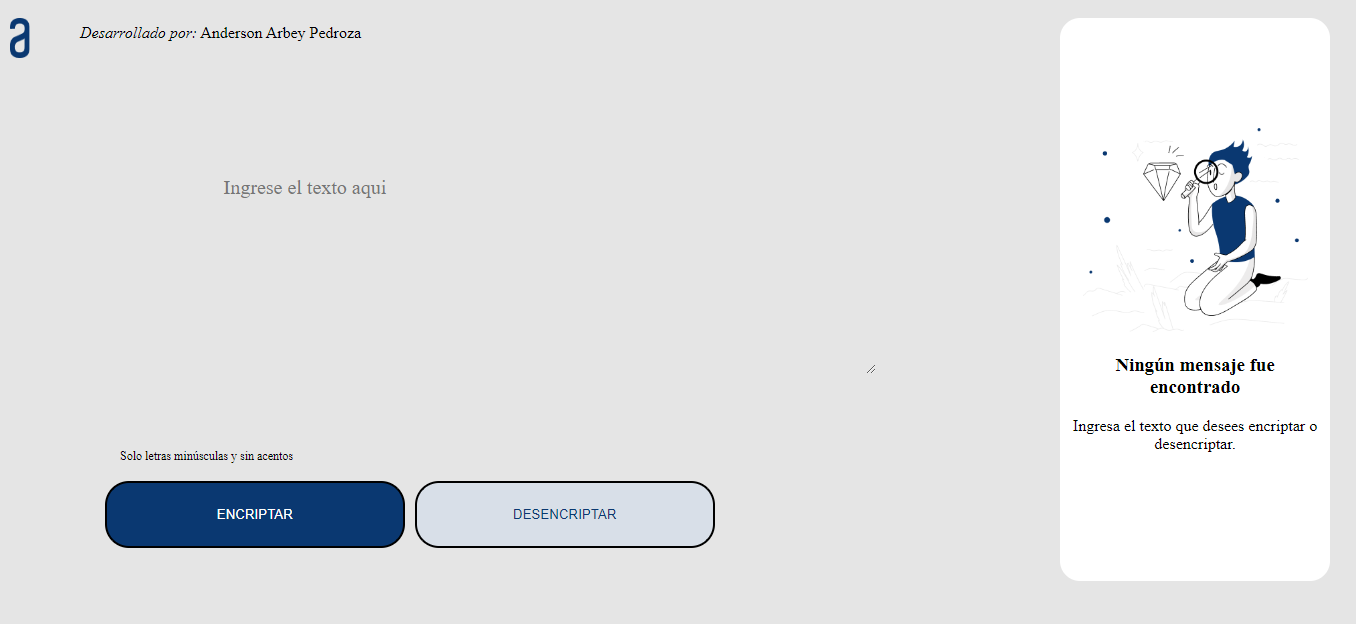 a
Desarrollado por: Anderson Arbey Pedroza
Ingrese el texto aqui
Solo letras minúsculas y sin acentos
ENCRIPTAR
DESENCRIPTAR
Ningún mensaje fue
encontrado
Ingresa el texto que desees encriptar o
desencriptar.